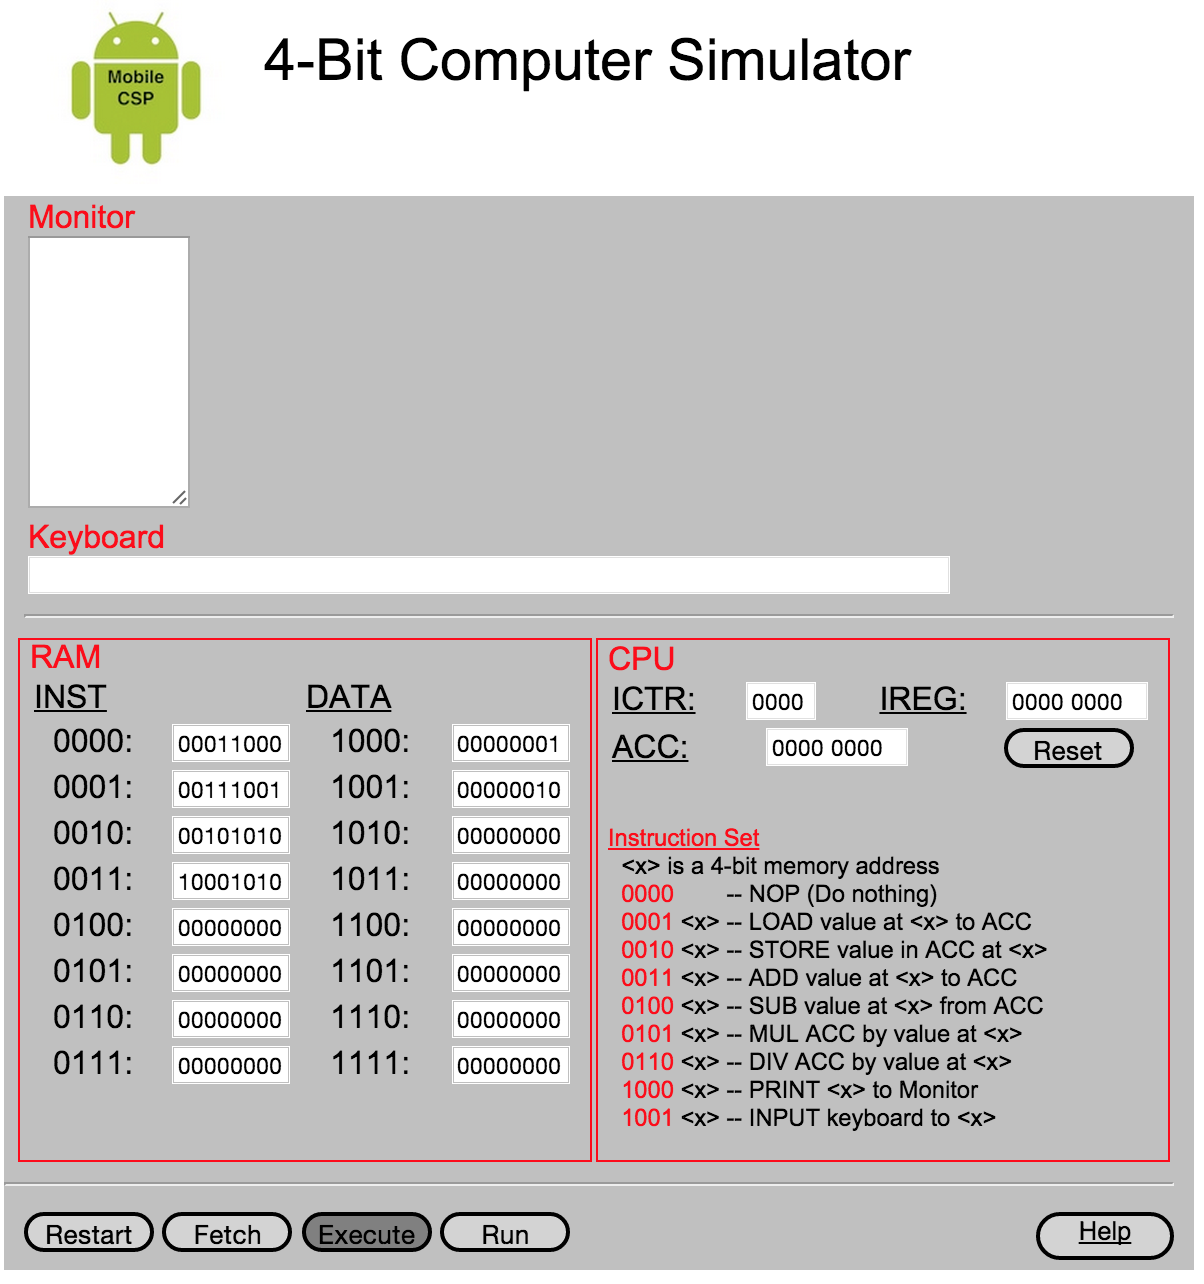 Mobile
CSP
4-Bit Computer Simulator
Monitor
Keyboard
RAM
INST DATA
0000: 00011000 1000: 00000001
0001: 00111001 1001: 00000010
0010: 00101010 1010: 00000000
0011: 10001010 1011: 00000000
0100: 00000000 1100: 00000000
0101: 00000000 1101: 00000000
0110: 00000000 1110: 00000000
0111: 00000000 1111: 00000000
CPU
ICTR: 0000 IREG: 0000 0000
ACC: 0000 0000 Reset
Instruction Set
<x> is a 4-bit memory address
0000 -- NOP (Do nothing)
0001 <x> -- LOAD value at <x> to ACC
0010 <x> -- STORE value in ACC at <x>
0011 <x> -- ADD value at <x> to ACC
0100 <x> -- SUB value at <x> from ACC
0101 <x> -- MUL ACC by value at <x>
0110 <x> -- DIV ACC by value at <x>
1000 <x> -- PRINT <x> to Monitor
1001 <x> -- INPUT keyboard to <x>
Restart Fetch Execute Run Help